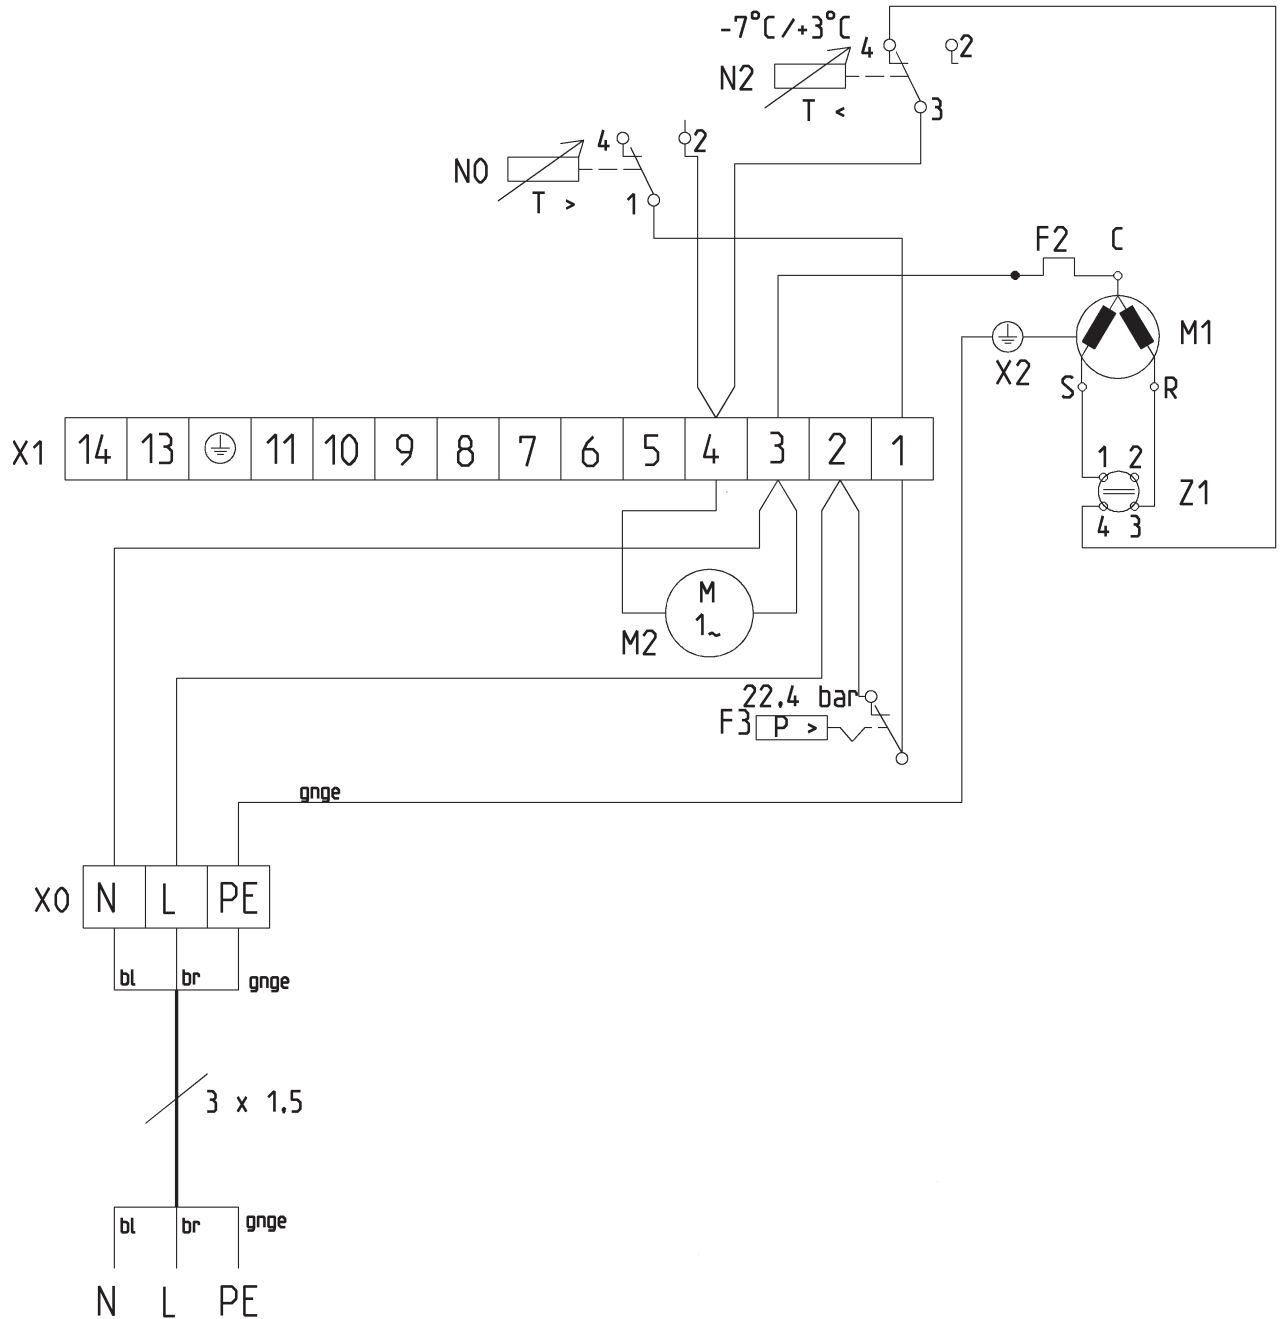 -7°C/+3°C
4
2
N2
T <
3
4
2
N0
T >
1
F2
C
M1
X2
S
R
X1 14 13 11 10 9 8 7 6 5 4 3 2 1
1 2
Z1
4 3
M
1~
M2
22,4 bar
F3
P >
gnge
X0 N L PE
bl br gnge
3 x 1,5
bl br gnge
N L PE